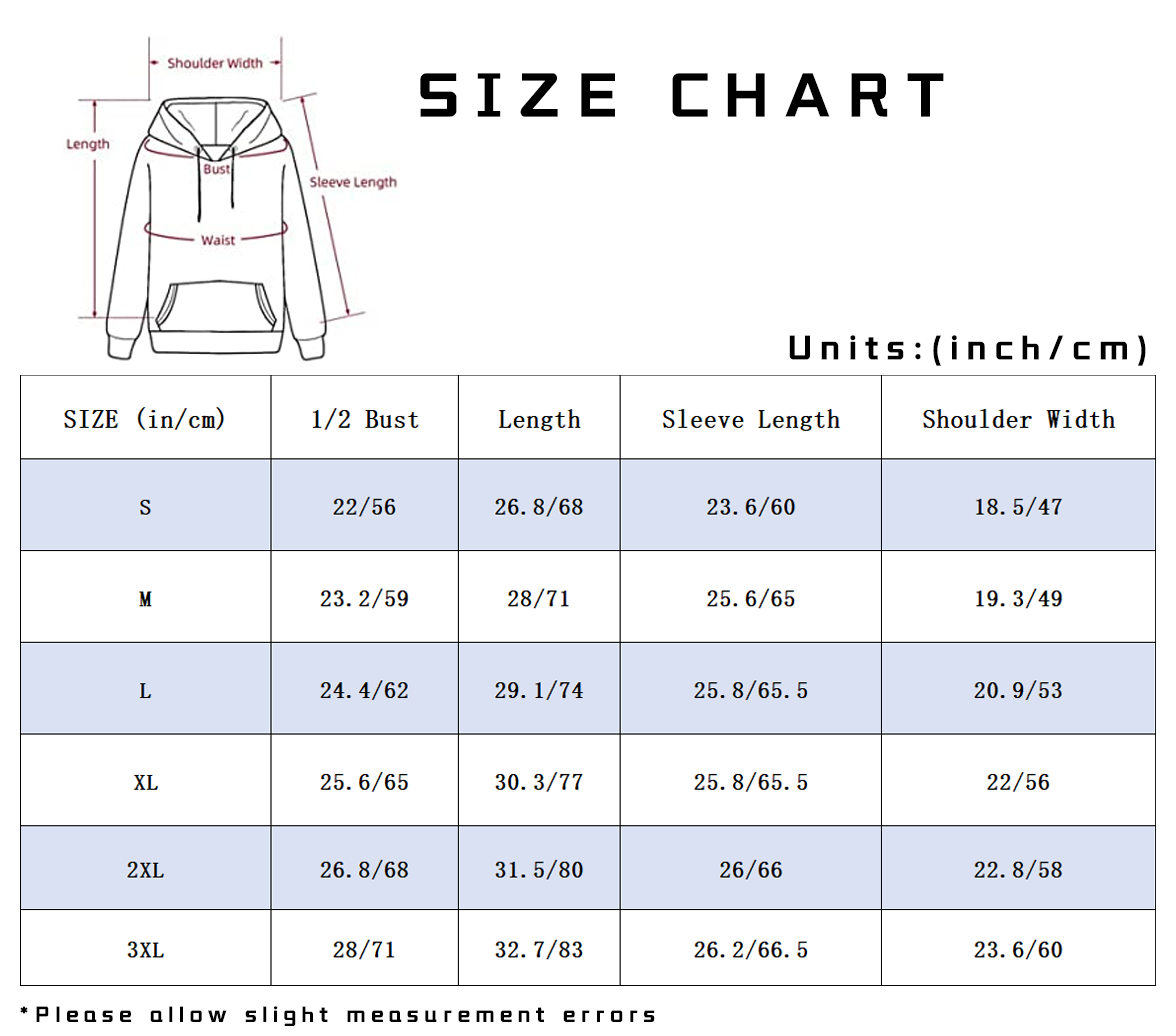 Shoulder Width
SIZE CHART
Length
Bust
Sleeve Length
Waist
Units:(inch/cm)
SIZE (in/cm) 1/2 Bust Length Sleeve Length Shoulder Width
S 22/56 26.8/68 23.6/60 18.5/47
M 23.2/59 28/71 25.6/65 19.3/49
L 24.4/62 29.1/74 25.8/65.5 20.9/53
XL 25.6/65 30.3/77 25.8/65.5 22/56
2XL 26.8/68 31.5/80 26/66 22.8/58
3XL 28/71 32.7/83 26.2/66.5 23.6/60
*Please allow slight measurement errors